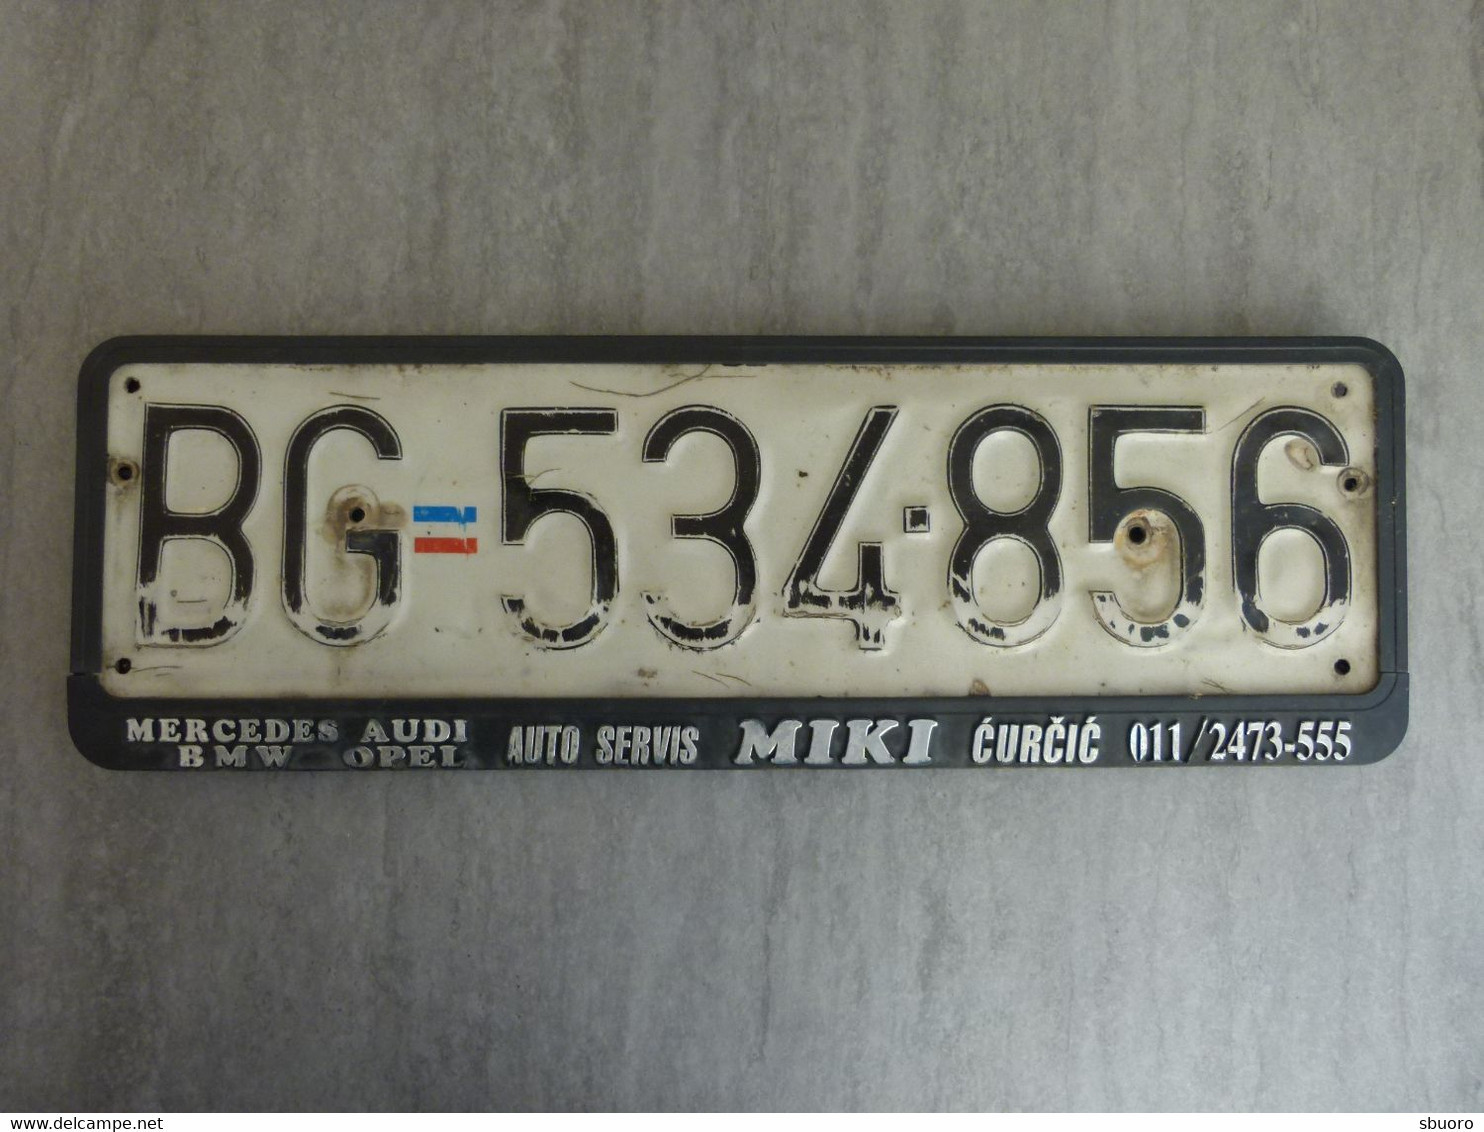 BG 534·856
MERCEDES AUDI
BMW OPEL
AUTO SERVIS MIKI ĆURČIĆ 011/2473-555
www.delcampe.net
sbuoro